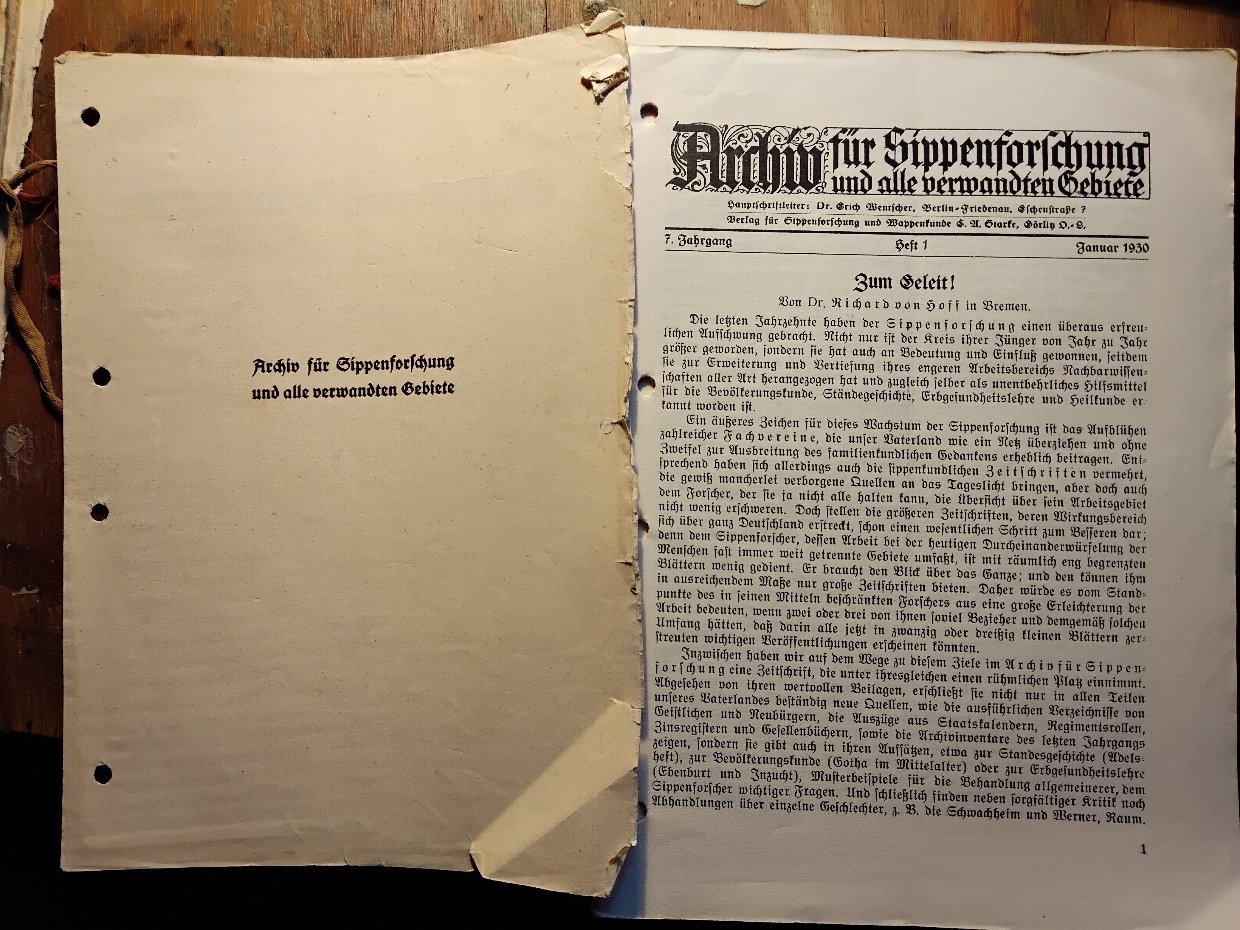 Archiv für Sippenforschung
und alle verwandten Gebiete
Archiv für Sippenforschung
und alle verwandten Gebiete
Hauptschriftleiter: Dr. Erich Wentscher, Berlin-Friedenau, Eschenstraße 7
Verlag für Sippenforschung und Wappenkunde C. A. Starke, Görlitz O.-S.
7. Jahrgang Heft 1 Januar 1930
Zum Geleit!
Von Dr. Richard von Hoff in Bremen.
Die letzten Jahrzehnte haben der Sippenforschung einen überaus erfreu-
lichen Aufschwung gebracht. Nicht nur ist der Kreis ihrer Jünger von Jahr zu Jahr
größer geworden, sondern sie hat auch an Bedeutung und Einfluß gewonnen, seitdem
sie zur Erweiterung und Vertiefung ihres engeren Arbeitsbereichs Nachbarwissen-
schaften aller Art herangezogen hat und zugleich selber als unentbehrliches Hilfsmittel
für die Bevölkerungskunde, Ständegeschichte, Erbgesundheitslehre und Heilkunde er-
kannt worden ist.
Ein äußeres Zeichen für dieses Wachstum der Sippenforschung ist das Aufblühen
zahlreicher Fachvereine, die unser Vaterland wie ein Netz überziehen und ohne
Zweifel zur Ausbreitung des familienkundlichen Gedankens erheblich beitragen. Ent-
sprechend haben sich allerdings auch die sippenkundlichen Zeitschriften vermehrt,
die gewiß mancherlei verborgene Quellen an das Tageslicht bringen, aber doch auch
dem Forscher, der sie ja nicht alle halten kann, die Übersicht über sein Arbeitsgebiet
nicht wenig erschweren. Doch stellen die größeren Zeitschriften, deren Wirkungsbereich
sich über ganz Deutschland erstreckt, schon einen wesentlichen Schritt zum Besseren dar;
denn dem Sippenforscher, dessen Arbeit bei der heutigen Durcheinanderwürfelung der
Menschen fast immer weit getrennte Gebiete umfaßt, ist mit räumlich eng begrenzten
Blättern wenig gedient. Er braucht den Blick über das Ganze; und den können ihm
in ausreichendem Maße nur große Zeitschriften bieten. Daher würde es vom Stand-
punkte des in seinen Mitteln beschränkten Forschers aus eine große Erleichterung der
Arbeit bedeuten, wenn zwei oder drei von ihnen soviel Bezieher und demgemäß solchen
Umfang hätten, daß darin alle jetzt in zwanzig oder dreißig kleinen Blättern zer-
streuten wichtigen Veröffentlichungen erscheinen könnten.
Inzwischen haben wir auf dem Wege zu diesem Ziele im Archiv für Sippen-
forschung eine Zeitschrift, die unter ihresgleichen einen rühmlichen Platz einnimmt.
Abgesehen von ihren wertvollen Beilagen, erschließt sie nicht nur in allen Teilen
unseres Vaterlandes beständig neue Quellen, wie die ausführlichen Verzeichnisse von
Geistlichen und Neubürgern, die Auszüge aus Staatskalendern, Regimentsrollen,
Zinsregistern und Gesellenbüchern, sowie die Archivinventare des letzten Jahrgangs
zeigen, sondern sie gibt auch in ihren Aufsätzen, etwa zur Standesgeschichte (Adels-
heft), zur Bevölkerungskunde (Gotha im Mittelalter) oder zur Erbgesundheitslehre
(Ebenburt und Inzucht), Musterbeispiele für die Behandlung allgemeinerer, dem
Sippenforscher wichtiger Fragen. Und schließlich finden neben sorgfältiger Kritik noch
Abhandlungen über einzelne Geschlechter, z. B. die Schwachheim und Werner, Raum.
1